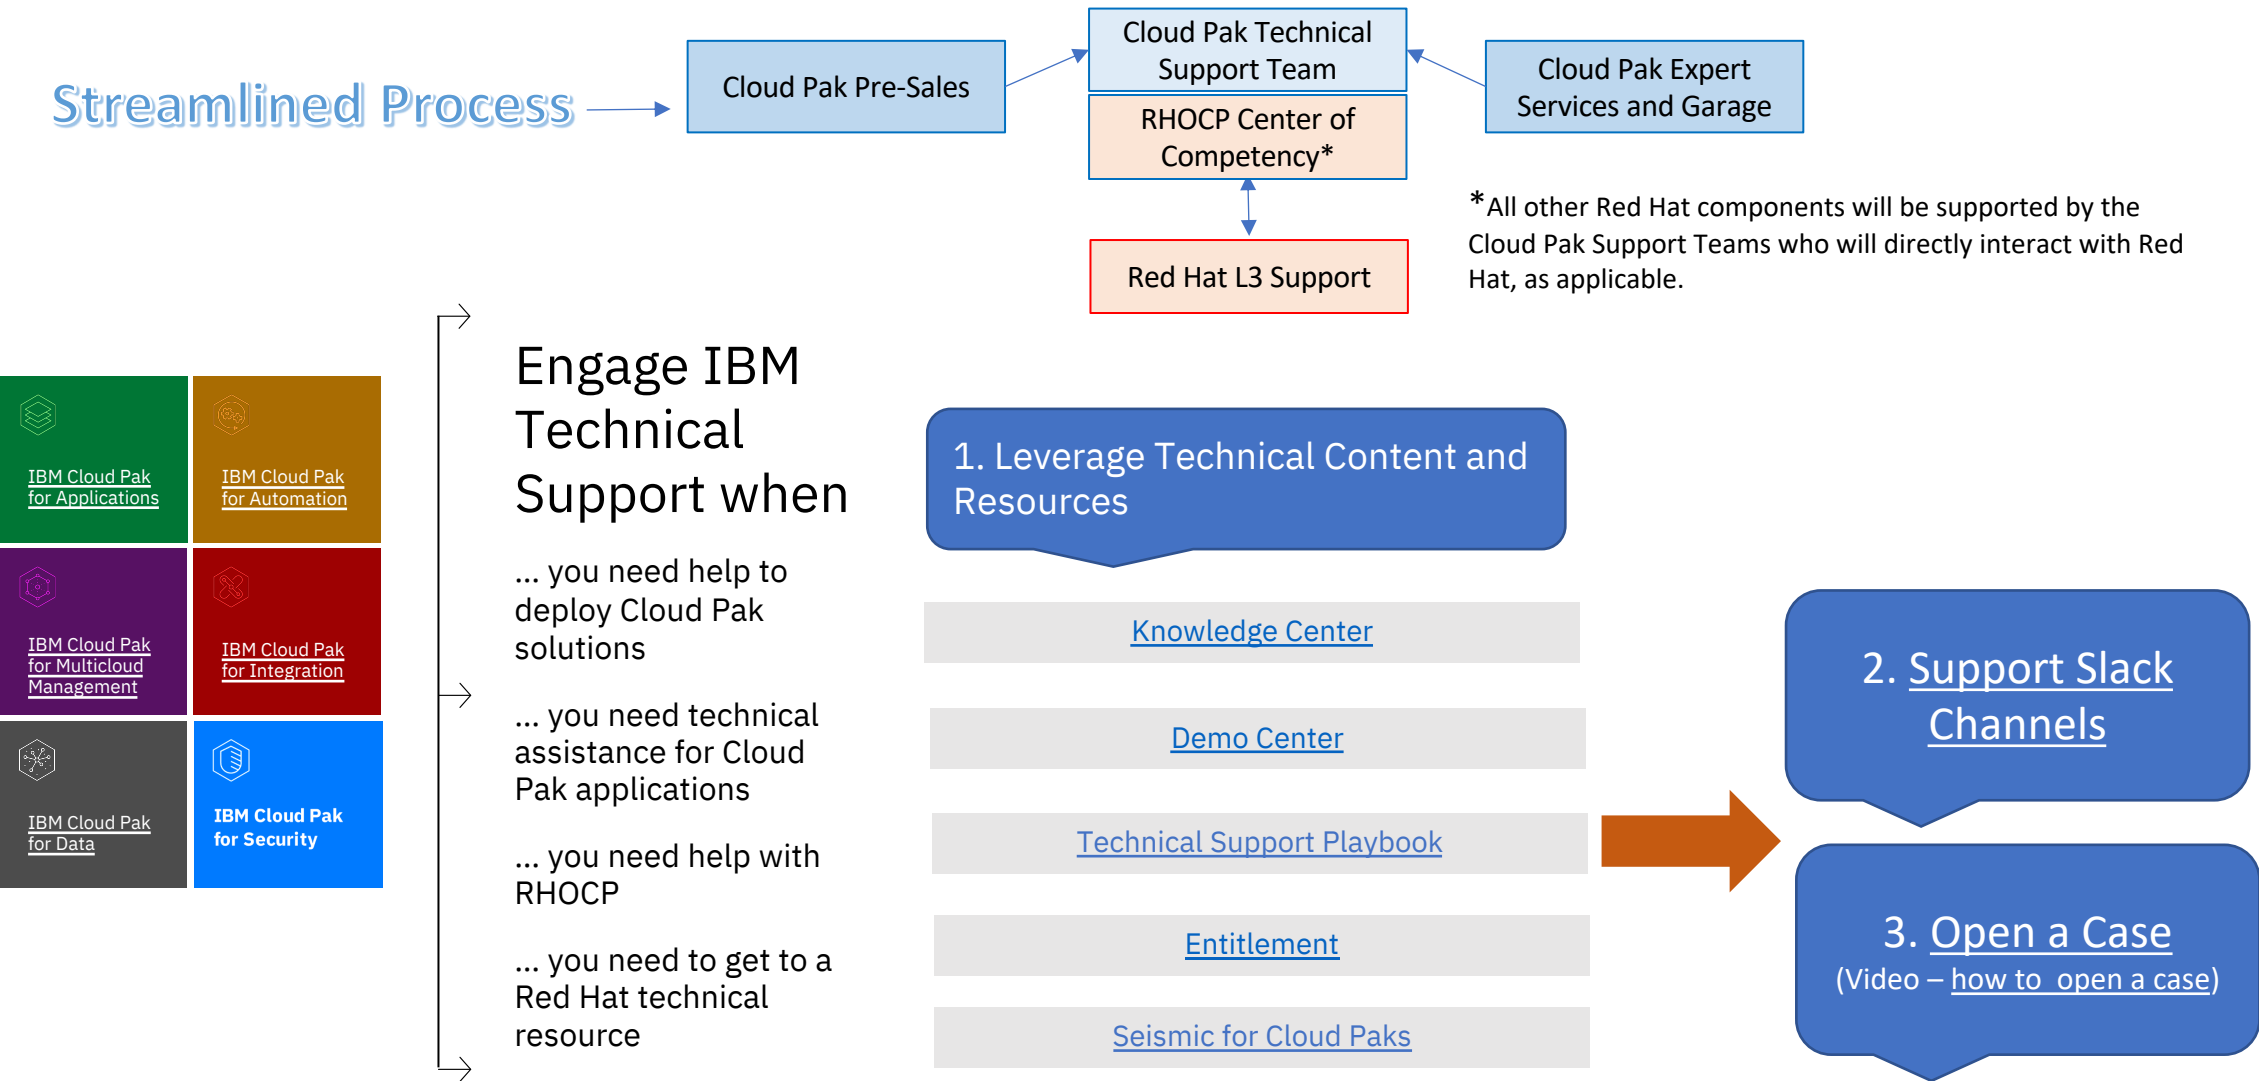 Streamlined Process
Cloud Pak Pre-Sales
Cloud Pak Technical
Support Team
RHOCP Center of
Competency*
Red Hat L3 Support
Cloud Pak Expert
Services and Garage
*All other Red Hat components will be supported by the
Cloud Pak Support Teams who will directly interact with Red
Hat, as applicable.
IBM Cloud Pak
for Applications
IBM Cloud Pak
for Automation
IBM Cloud Pak
for Multicloud
Management
IBM Cloud Pak
for Integration
IBM Cloud Pak
for Data
IBM Cloud Pak
for Security
Engage IBM
Technical
Support when
... you need help to
deploy Cloud Pak
solutions
... you need technical
assistance for Cloud
Pak applications
... you need help with
RHOCP
... you need to get to a
Red Hat technical
resource
1. Leverage Technical Content and
Resources
Knowledge Center
Demo Center
Technical Support Playbook
Entitlement
Seismic for Cloud Paks
2. Support Slack
Channels
3. Open a Case
(Video – how to  open a case)